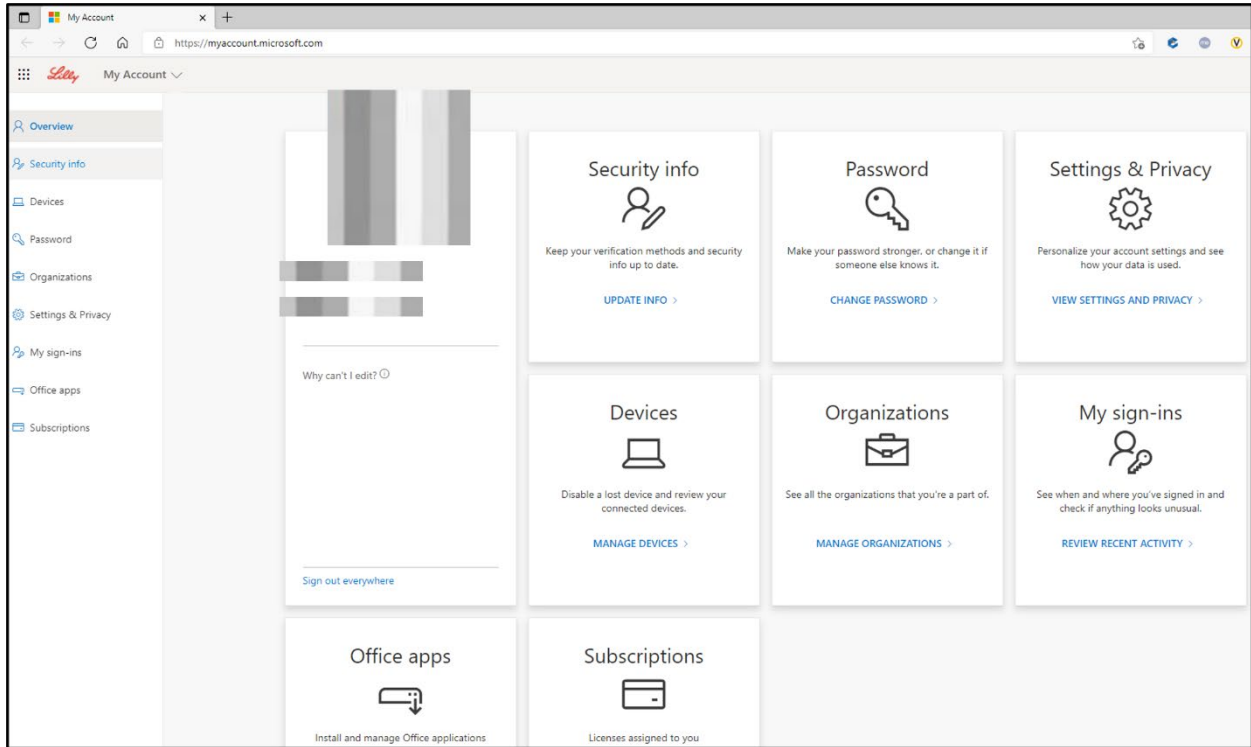 My Account
https://myaccount.microsoft.com
Lilly
My Account
Overview
Security info
Devices
Password
Organizations
Settings & Privacy
My sign-ins
Office apps
Subscriptions
Why can't I edit?
Sign out everywhere
Security info
Keep your verification methods and security
info up to date.
UPDATE INFO >
Password
Make your password stronger, or change it if
someone else knows it.
CHANGE PASSWORD >
Settings & Privacy
Personalize your account settings and see
how your data is used.
VIEW SETTINGS AND PRIVACY >
Devices
Disable a lost device and review your
connected devices.
MANAGE DEVICES >
Organizations
See all the organizations that you're a part of.
MANAGE ORGANIZATIONS >
My sign-ins
See when and where you've signed in and
check if anything looks unusual.
REVIEW RECENT ACTIVITY >
Office apps
Install and manage Office applications
Subscriptions
Licenses assigned to you